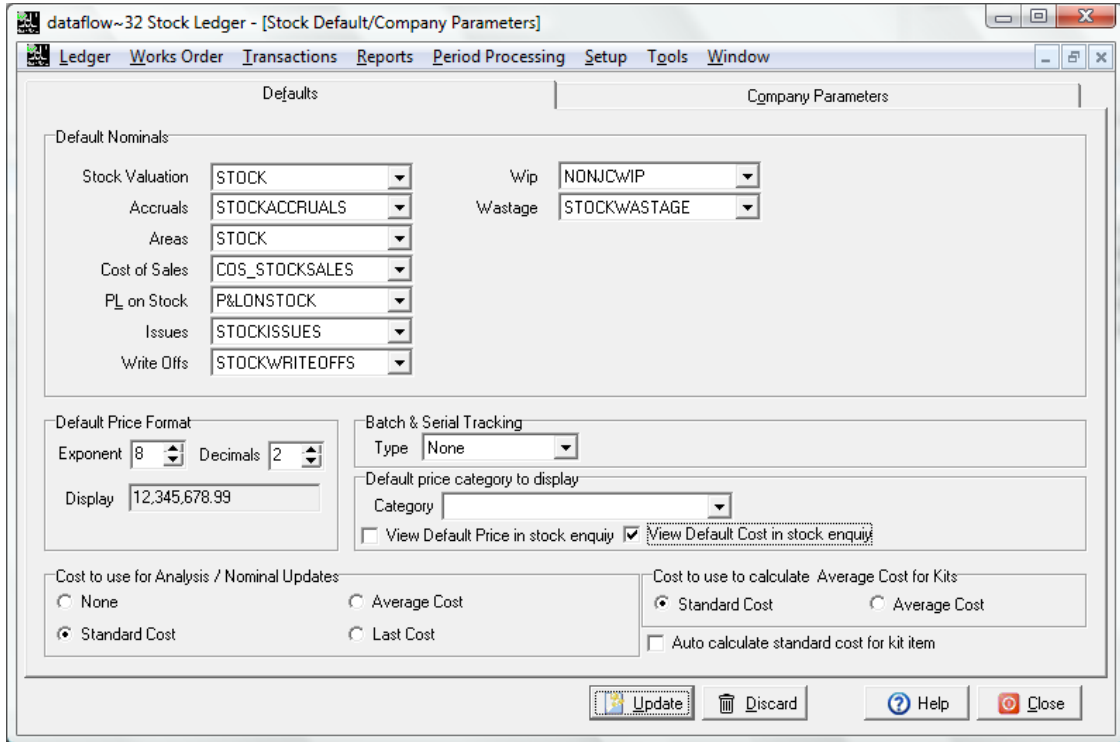 dataflow~32 Stock Ledger - [Stock Default/Company Parameters]
Ledger Works Order Transactions Reports Period Processing Setup Tools Window
Defaults Company Parameters
Default Nominals
Stock Valuation STOCK Wip NONJCWIP
Accruals STOCKACCRUALS Wastage STOCKWASTAGE
Areas STOCK
Cost of Sales COS_STOCKSALES
PL on Stock P&LONSTOCK
Issues STOCKISSUES
Write Offs STOCKWRITEOFFS
Default Price Format
Exponent 8 Decimals 2
Display 12,345,678.99
Batch & Serial Tracking
Type None
Default price category to display
Category
View Default Price in stock enquiy View Default Cost in stock enquiy
Cost to use for Analysis / Nominal Updates
None Average Cost
Standard Cost Last Cost
Cost to use to calculate Average Cost for Kits
Standard Cost Average Cost
Auto calculate standard cost for kit item
Update Discard Help Close